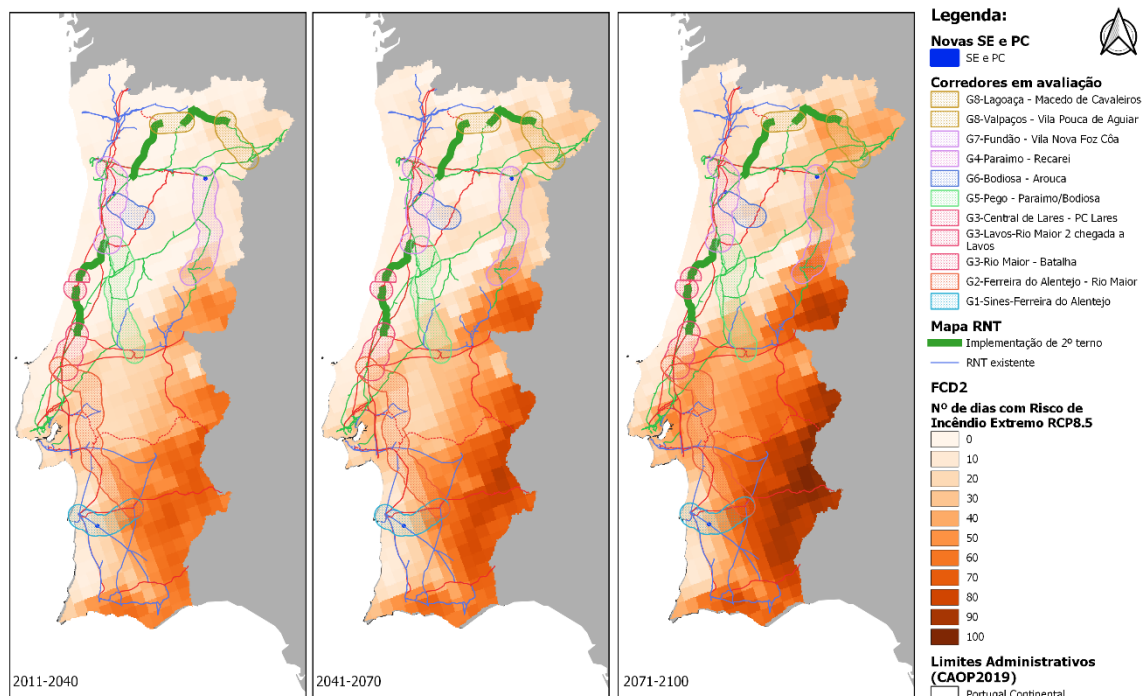 2011-2040
2041-2070
2071-2100
Legenda:
Novas SE e PC
SE e PC
Corredores em avaliação
G8-Lagoaça - Macedo de Cavaleiros
G8-Valpaços - Vila Pouca de Aguiar
G7-Fundão - Vila Nova Foz Côa
G4-Paraimo - Recarei
G6-Bodiosa - Arouca
G5-Pego - Paraimo/Bodiosa
G3-Central de Lares - PC Lares
G3-Lavos-Rio Maior 2 chegada a
Lavos
G3-Rio Maior - Batalha
G2-Ferreira do Alentejo - Rio Maior
G1-Sines-Ferreira do Alentejo
Mapa RNT
Implementação de 2º terno
RNT existente
FCD2
Nº de dias com Risco de
Incêndio Extremo RCP8.5
0
10
20
30
40
50
60
70
80
90
100
Limites Administrativos
(CAOP2019)
Portugal Continental